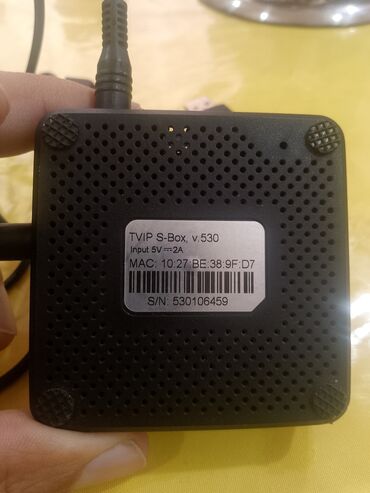 TVIP S-Box, v.530
Input 5V⎓2A
MAC: 10:27:BE:38:9F:D7
S/N: 530106459